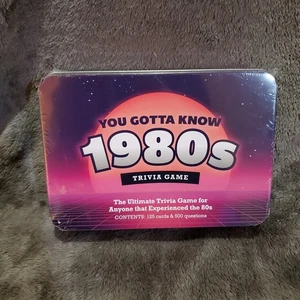 YOU GOTTA KNOW
1980s
TRIVIA GAME
The Ultimate Trivia Game for
Anyone that Experienced the 80s
CONTENTS: 125 cards & 500 questions